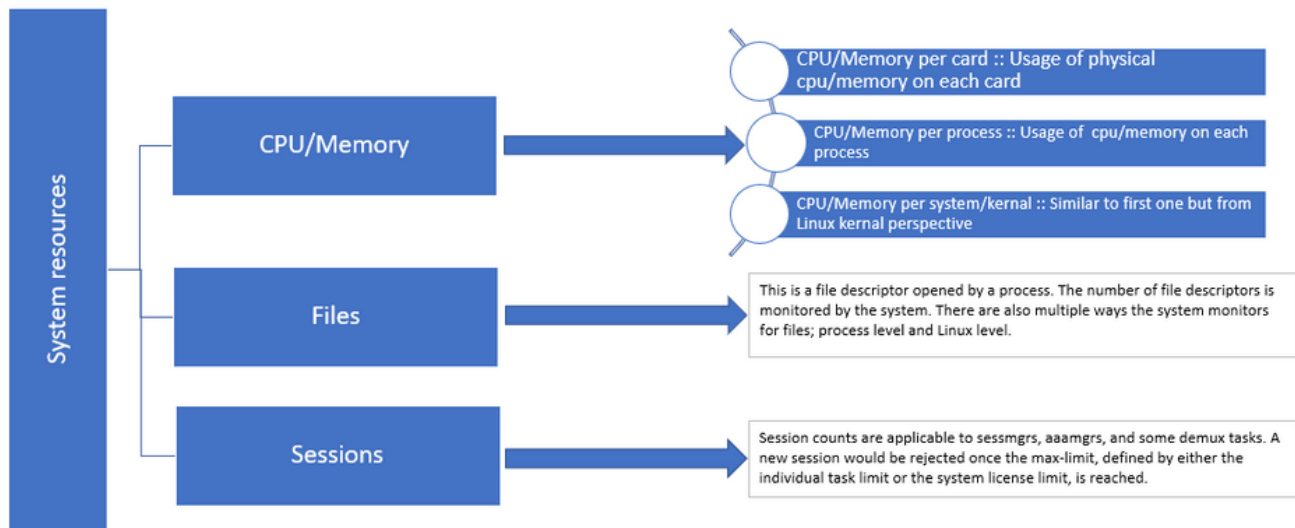 System resources
CPU/Memory
CPU/Memory per card :: Usage of physical
cpu/memory on each card
CPU/Memory per process :: Usage of  cpu/memory on each
process
CPU/Memory per system/kernal :: Similar to first one but from
Linux kernal perspective
Files
This is a file descriptor opened by a process. The number of file descriptors is
monitored by the system. There are also multiple ways the system monitors
for files; process level and Linux level.
Sessions
Session counts are applicable to sessmgrs, aaamgrs, and some demux tasks. A
new session would be rejected once the max-limit, defined by either the
individual task limit or the system license limit, is reached.